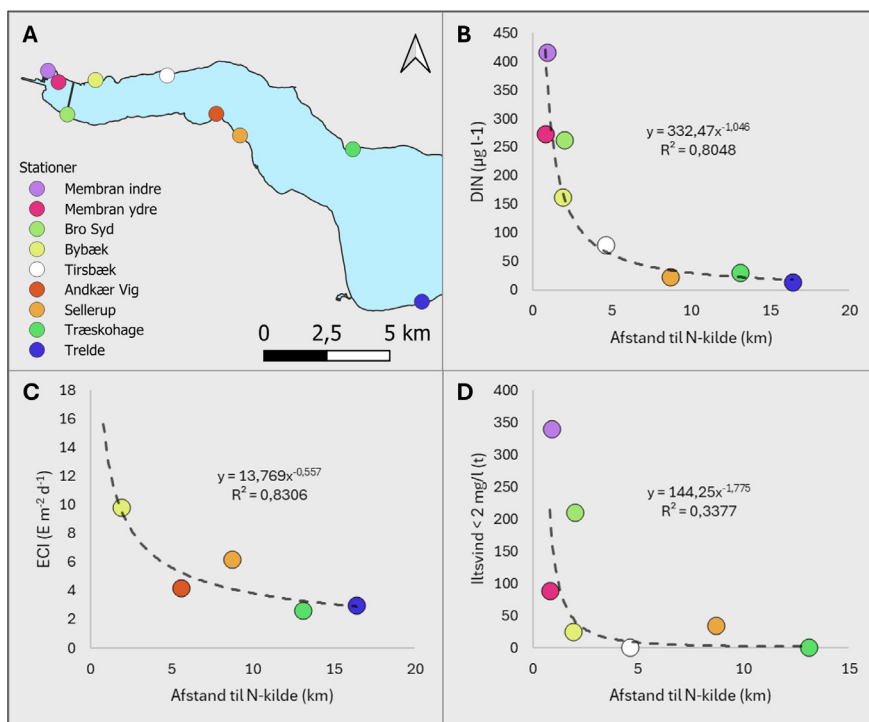 A
Stationer
Membran indre
Membran ydre
Bro Syd
Bybæk
Tirsbæk
Andkær Vig
Sellerup
Træskohage
Trelde
0 2,5 5 km
B
450
400
350
300
250
200
150
100
50
0
DIN (µg l-1)
y = 332,47x^-1,046
R² = 0,8048
0 5 10 15 20
Afstand til N-kilde (km)
C
18
16
14
12
10
8
6
4
2
0
ECI (E m⁻² d⁻¹)
y = 13,769x^-0,557
R² = 0,8306
0 5 10 15 20
Afstand til N-kilde (km)
D
400
350
300
250
200
150
100
50
0
Iltsvind < 2 mg/l (t)
y = 144,25x^-1,775
R² = 0,3377
0 5 10 15
Afstand til N-kilde (km)